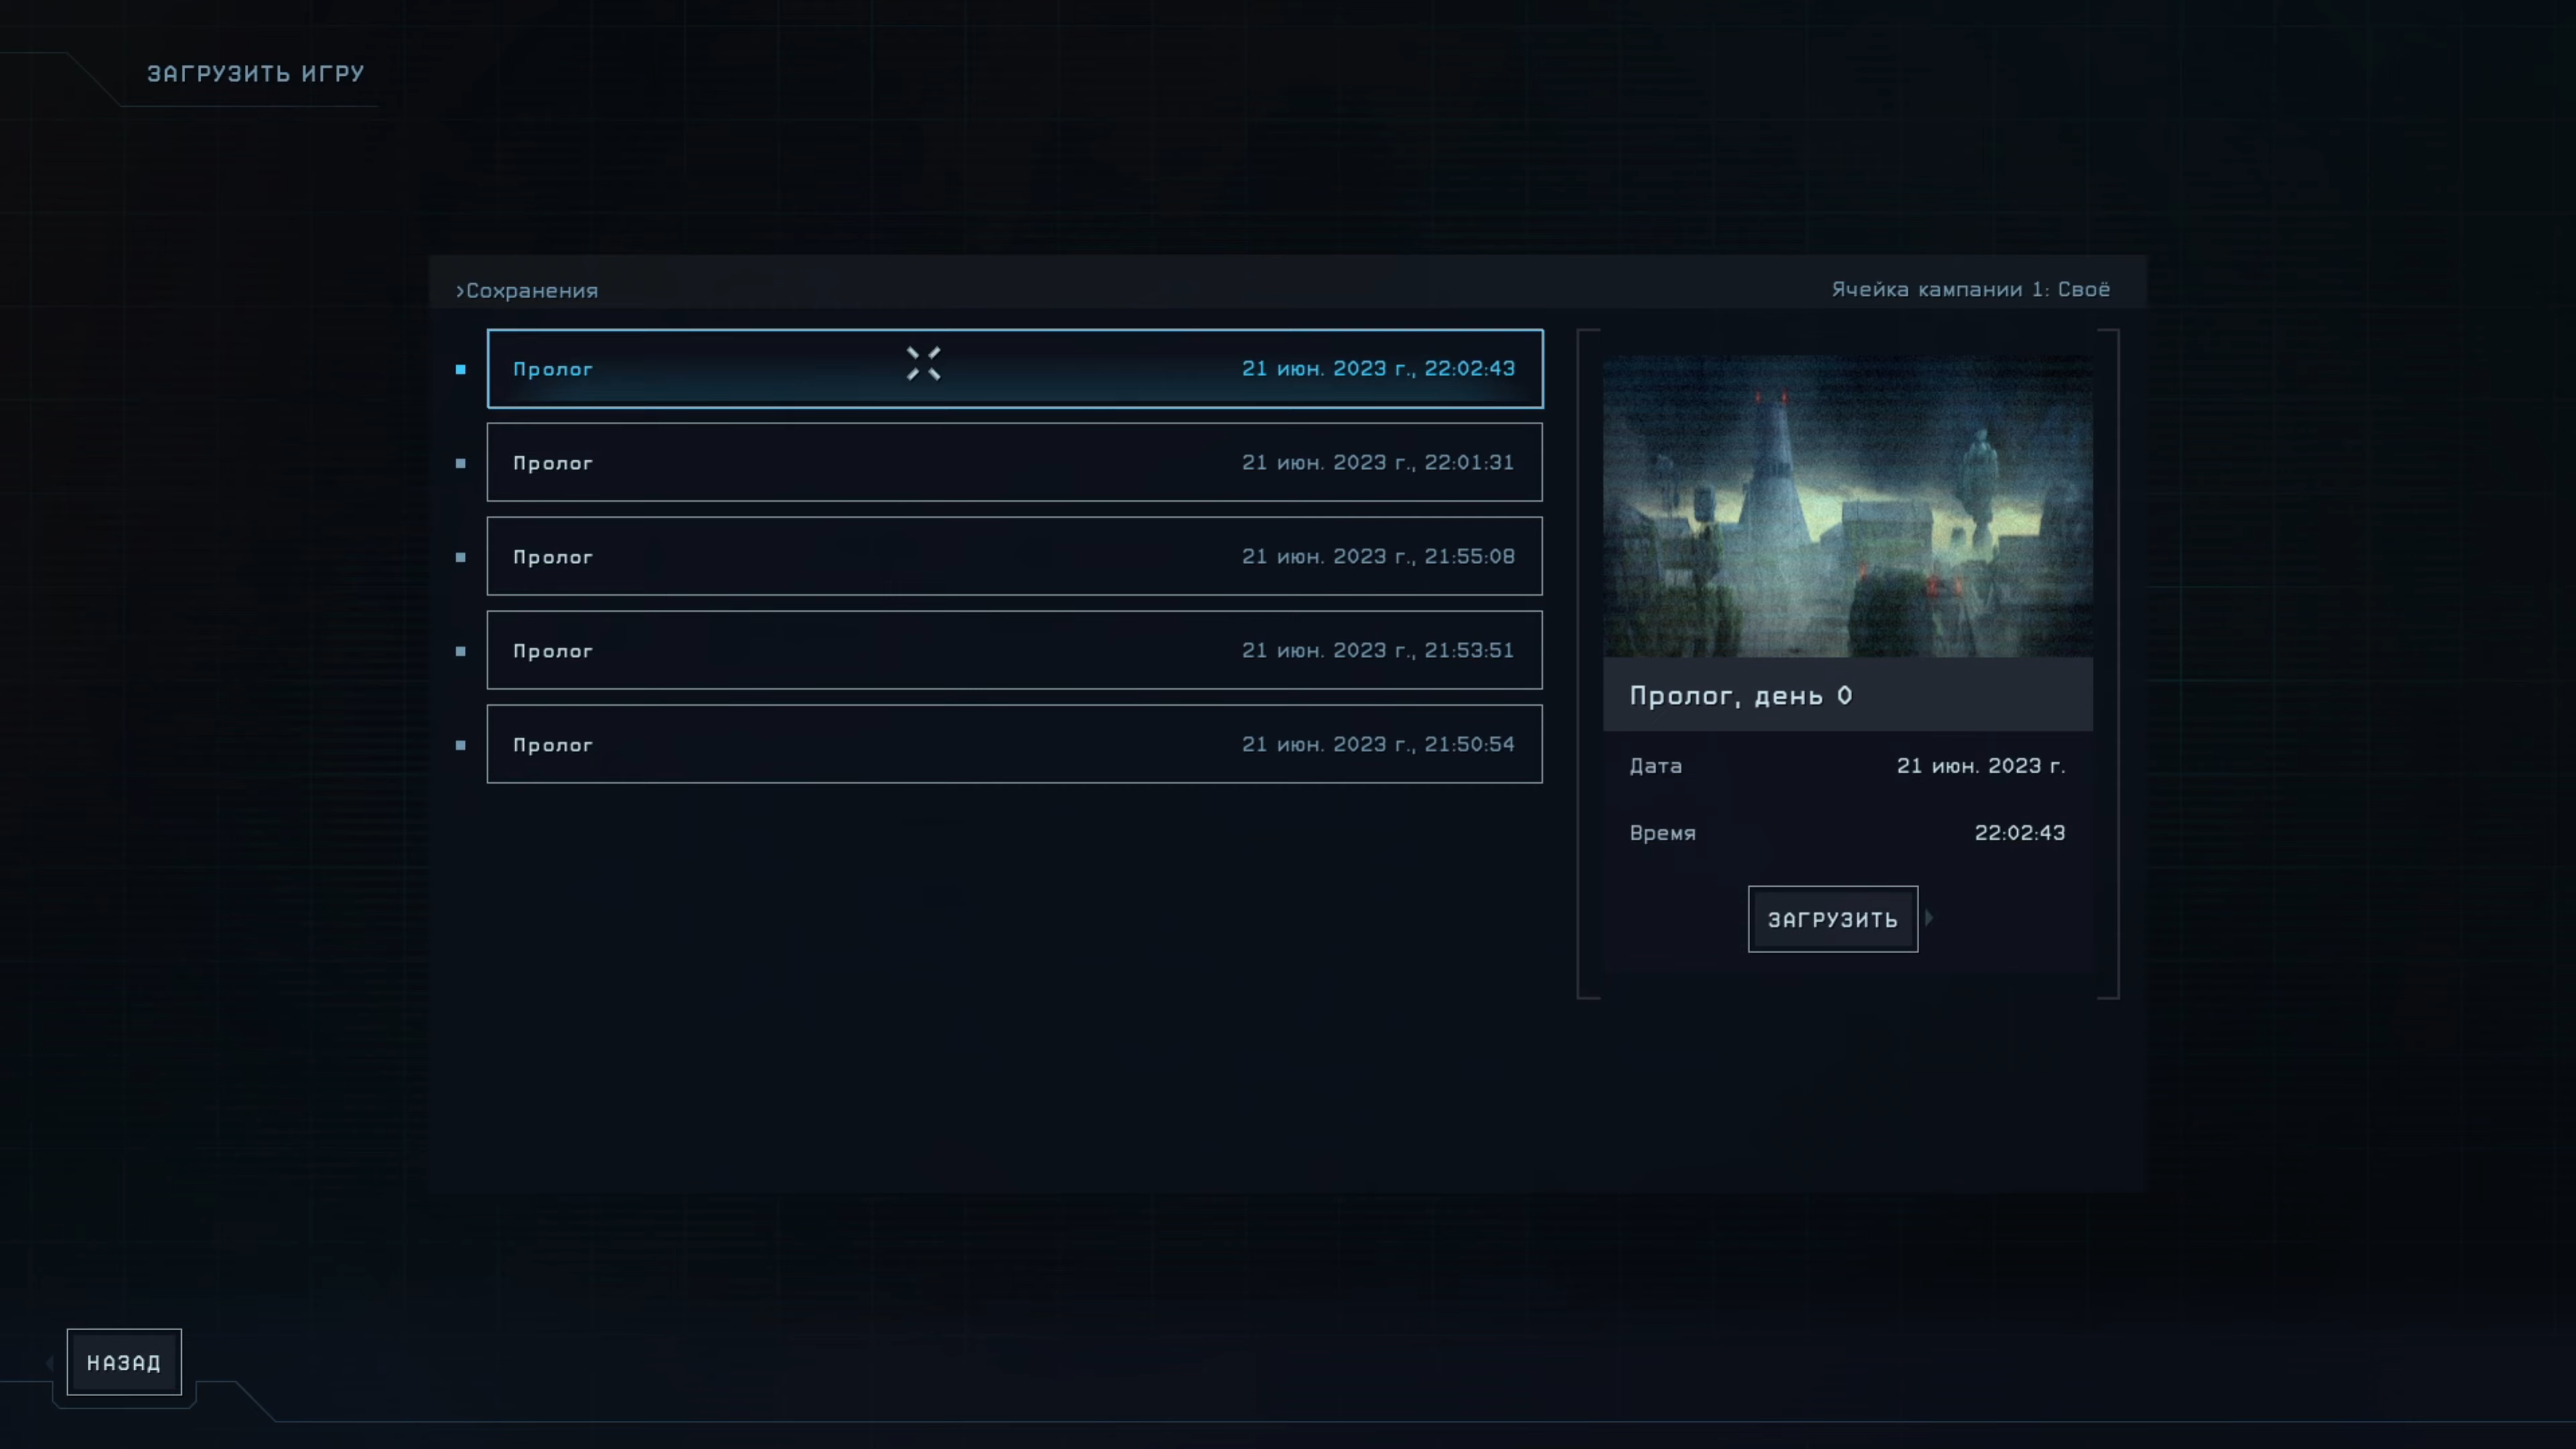 ЗАГРУЗИТЬ ИГРУ
›Сохранения
Ячейка кампании 1: Своё
Пролог 21 июн. 2023 г., 22:02:43
Пролог 21 июн. 2023 г., 22:01:31
Пролог 21 июн. 2023 г., 21:55:08
Пролог 21 июн. 2023 г., 21:53:51
Пролог 21 июн. 2023 г., 21:50:54
Пролог, день 0
Дата 21 июн. 2023 г.
Время 22:02:43
ЗАГРУЗИТЬ
НАЗАД